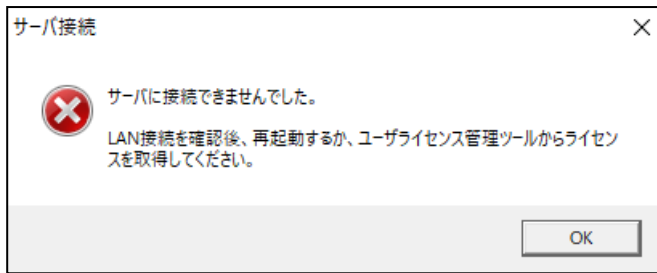 サーバ接続
サーバに接続できませんでした。
LAN接続を確認後、再起動するか、ユーザライセンス管理ツールからライセン
スを取得してください。
OK